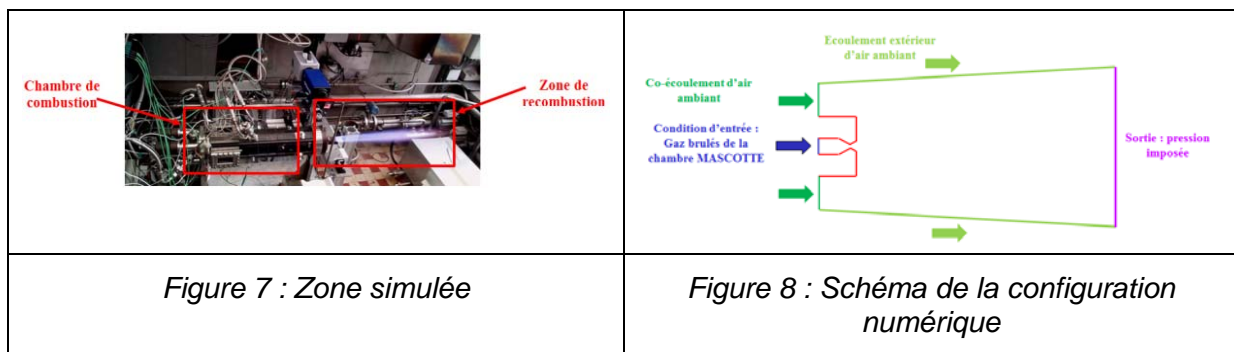 Chambre de
combustion
Zone de
recombustion
Ecoulement extérieur
d'air ambiant
Co-écoulement d'air
ambiant
Condition d'entrée :
Gaz brulés de la
chambre MASCOTTE
Sortie : pression
imposée
Figure 7 : Zone simulée
Figure 8 : Schéma de la configuration
numérique